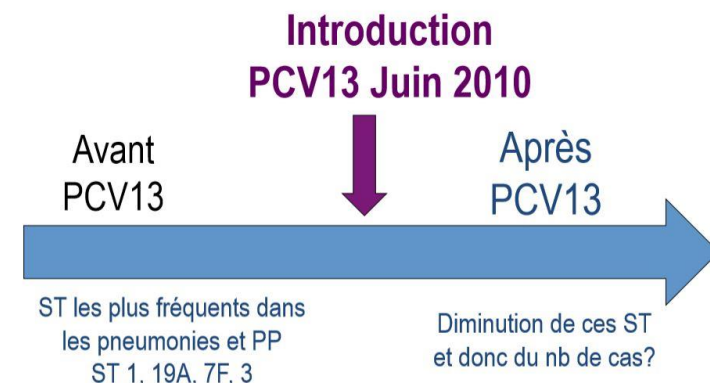 Introduction
PCV13 Juin 2010
Avant
PCV13
Après
PCV13
ST les plus fréquents dans
les pneumonies et PP
ST 1. 19A. 7F. 3
Diminution de ces ST
et donc du nb de cas?